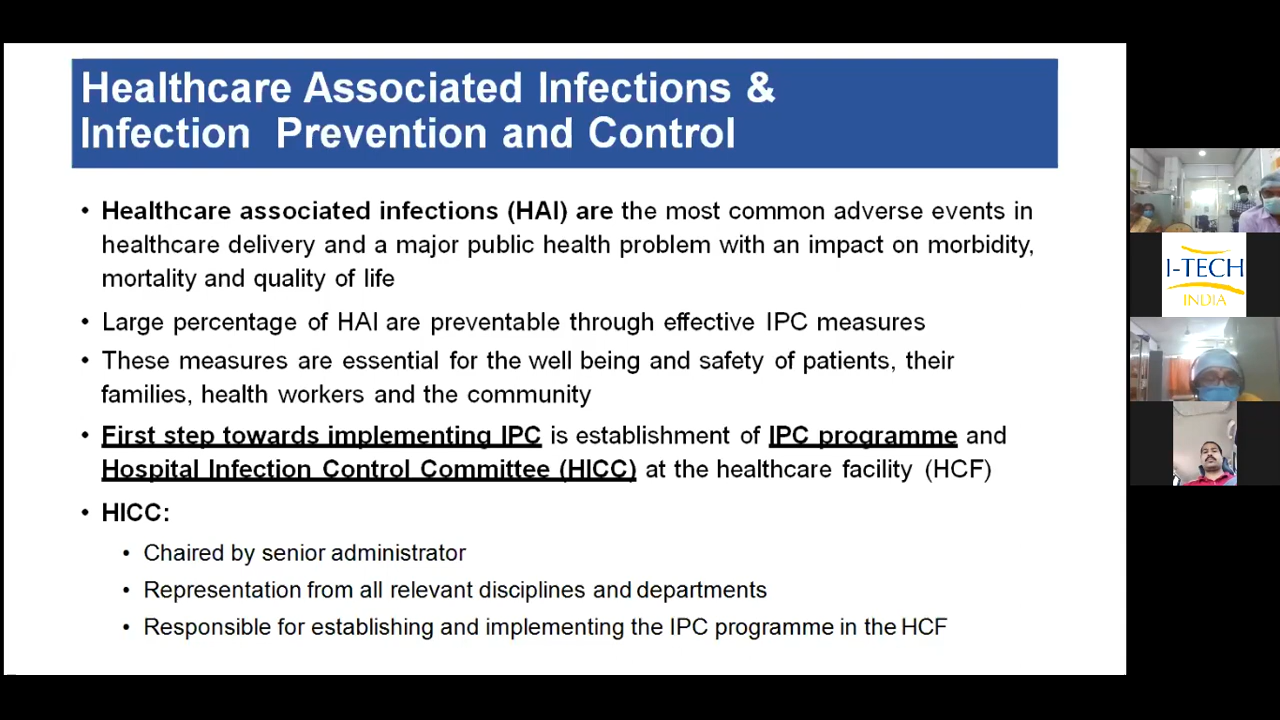 Healthcare Associated Infections &
Infection Prevention and Control
• Healthcare associated infections (HAI) are the most common adverse events in
healthcare delivery and a major public health problem with an impact on morbidity,
mortality and quality of life
• Large percentage of HAI are preventable through effective IPC measures
• These measures are essential for the well being and safety of patients, their
families, health workers and the community
• First step towards implementing IPC is establishment of IPC programme and
Hospital Infection Control Committee (HICC) at the healthcare facility (HCF)
• HICC:
• Chaired by senior administrator
• Representation from all relevant disciplines and departments
• Responsible for establishing and implementing the IPC programme in the HCF
I-TECH
INDIA